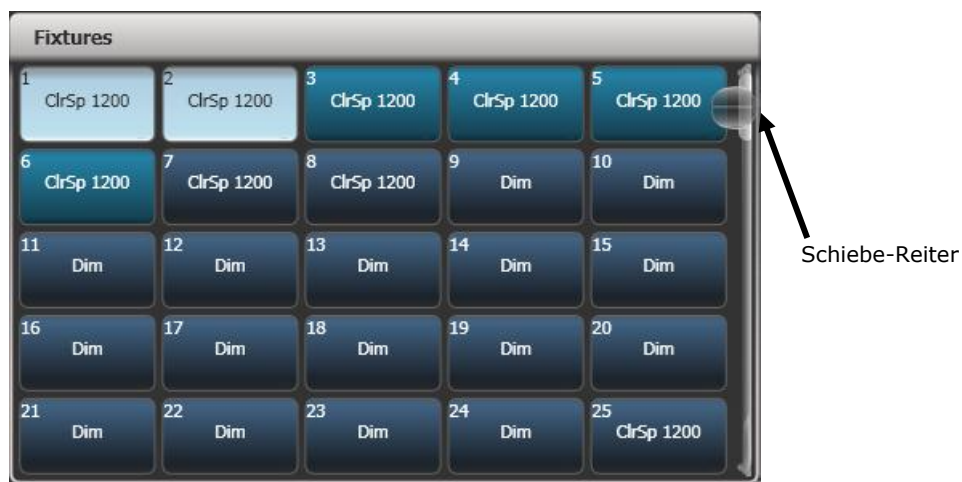 Fixtures
1 ClrSp 1200
2 ClrSp 1200
3 ClrSp 1200
4 ClrSp 1200
5 ClrSp 1200
6 ClrSp 1200
7 ClrSp 1200
8 ClrSp 1200
9 Dim
10 Dim
11 Dim
12 Dim
13 Dim
14 Dim
15 Dim
Schiebe-Reiter
16 Dim
17 Dim
18 Dim
19 Dim
20 Dim
21 Dim
22 Dim
23 Dim
24 Dim
25 ClrSp 1200